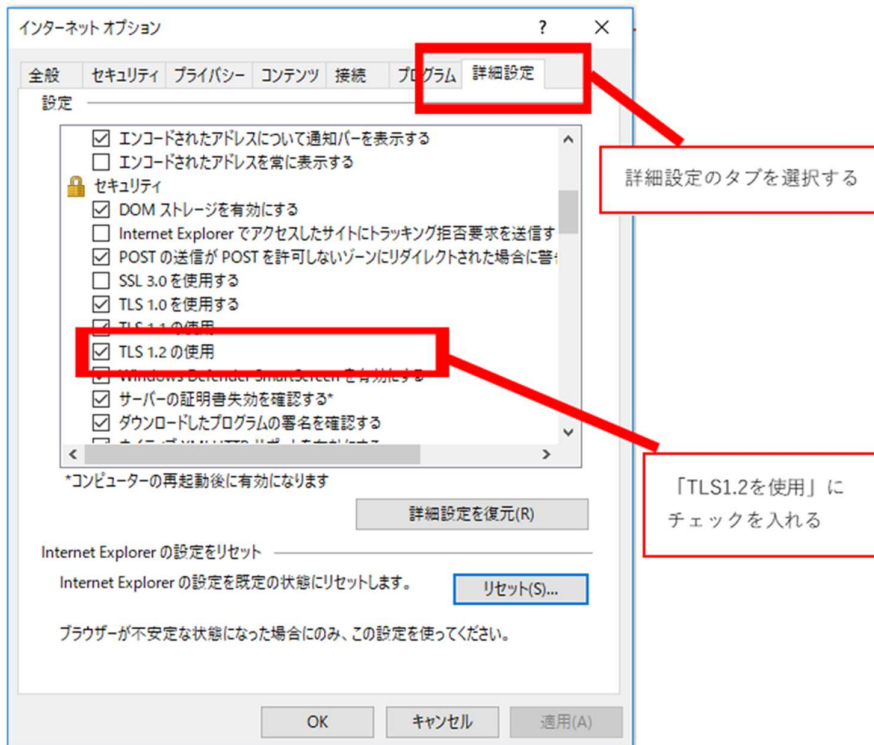 インターネット オプション ? ×
全般 セキュリティ プライバシー コンテンツ 接続 プログラム 詳細設定
設定
エンコードされたアドレスについて通知バーを表示する
エンコードされたアドレスを常に表示する
セキュリティ
DOM ストレージを有効にする
Internet Explorer でアクセスしたサイトにトラッキング拒否要求を送信す
POST の送信が POST を許可しないゾーンにリダイレクトされた場合に警
SSL 3.0 を使用する
TLS 1.0 を使用する
TLS 1.1 の使用
TLS 1.2 の使用
Windows Defender SmartScreen を有効にする
サーバーの証明書失効を確認する*
ダウンロードしたプログラムの署名を確認する
*コンピューターの再起動後に有効になります
詳細設定を復元(R)
Internet Explorer の設定をリセット
Internet Explorer の設定を既定の状態にリセットします。
リセット(S)...
ブラウザーが不安定な状態になった場合にのみ、この設定を使ってください。
OK キャンセル 適用(A)
詳細設定のタブを選択する
「TLS1.2を使用」に
チェックを入れる